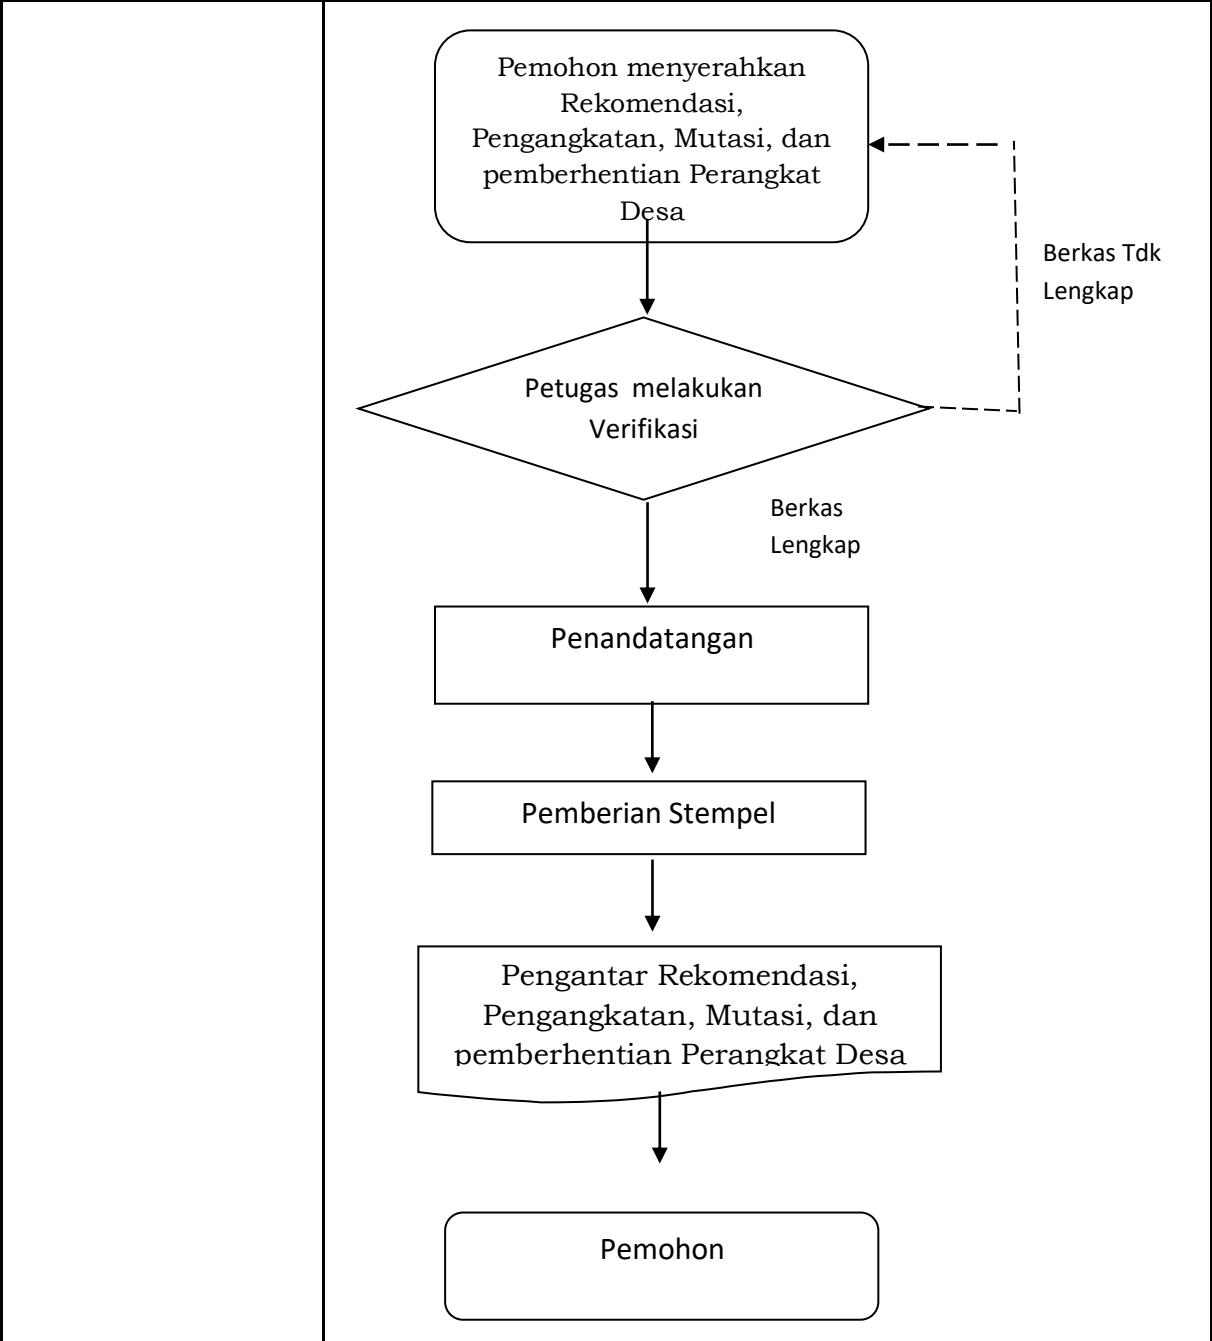 Pemohon menyerahkan
Rekomendasi,
Pengangkatan, Mutasi, dan
pemberhentian Perangkat
Desa
Berkas Tdk
Lengkap
Petugas melakukan
Verifikasi
Berkas
Lengkap
Penandatangan
Pemberian Stempel
Pengantar Rekomendasi,
Pengangkatan, Mutasi, dan
pemberhentian Perangkat Desa
Pemohon